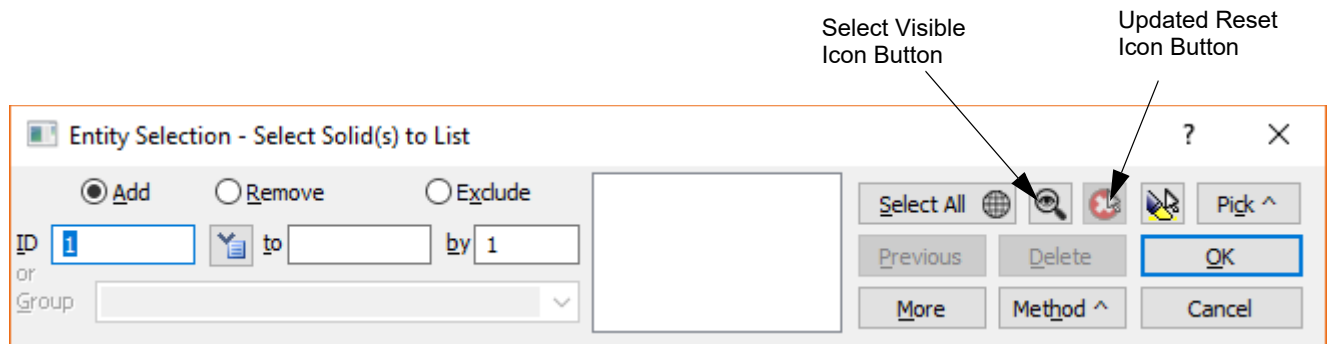 Select Visible
Icon Button
Updated Reset
Icon Button
Entity Selection - Select Solid(s) to List
?
Add Remove Exclude
Select All Pick ^
ID 1 to by 1
Previous Delete OK
or
Group
More Method ^ Cancel